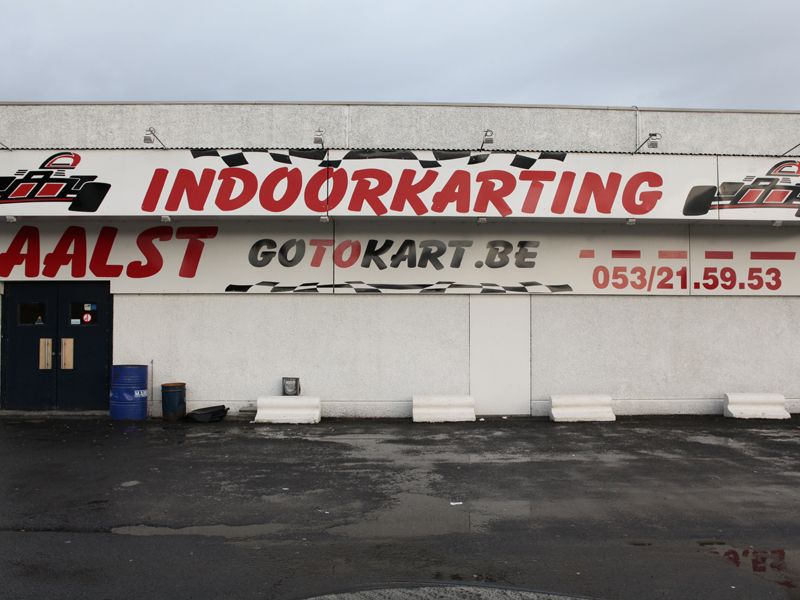 INDOORKARTING
AALST GOTOKART.BE
053/21.59.53